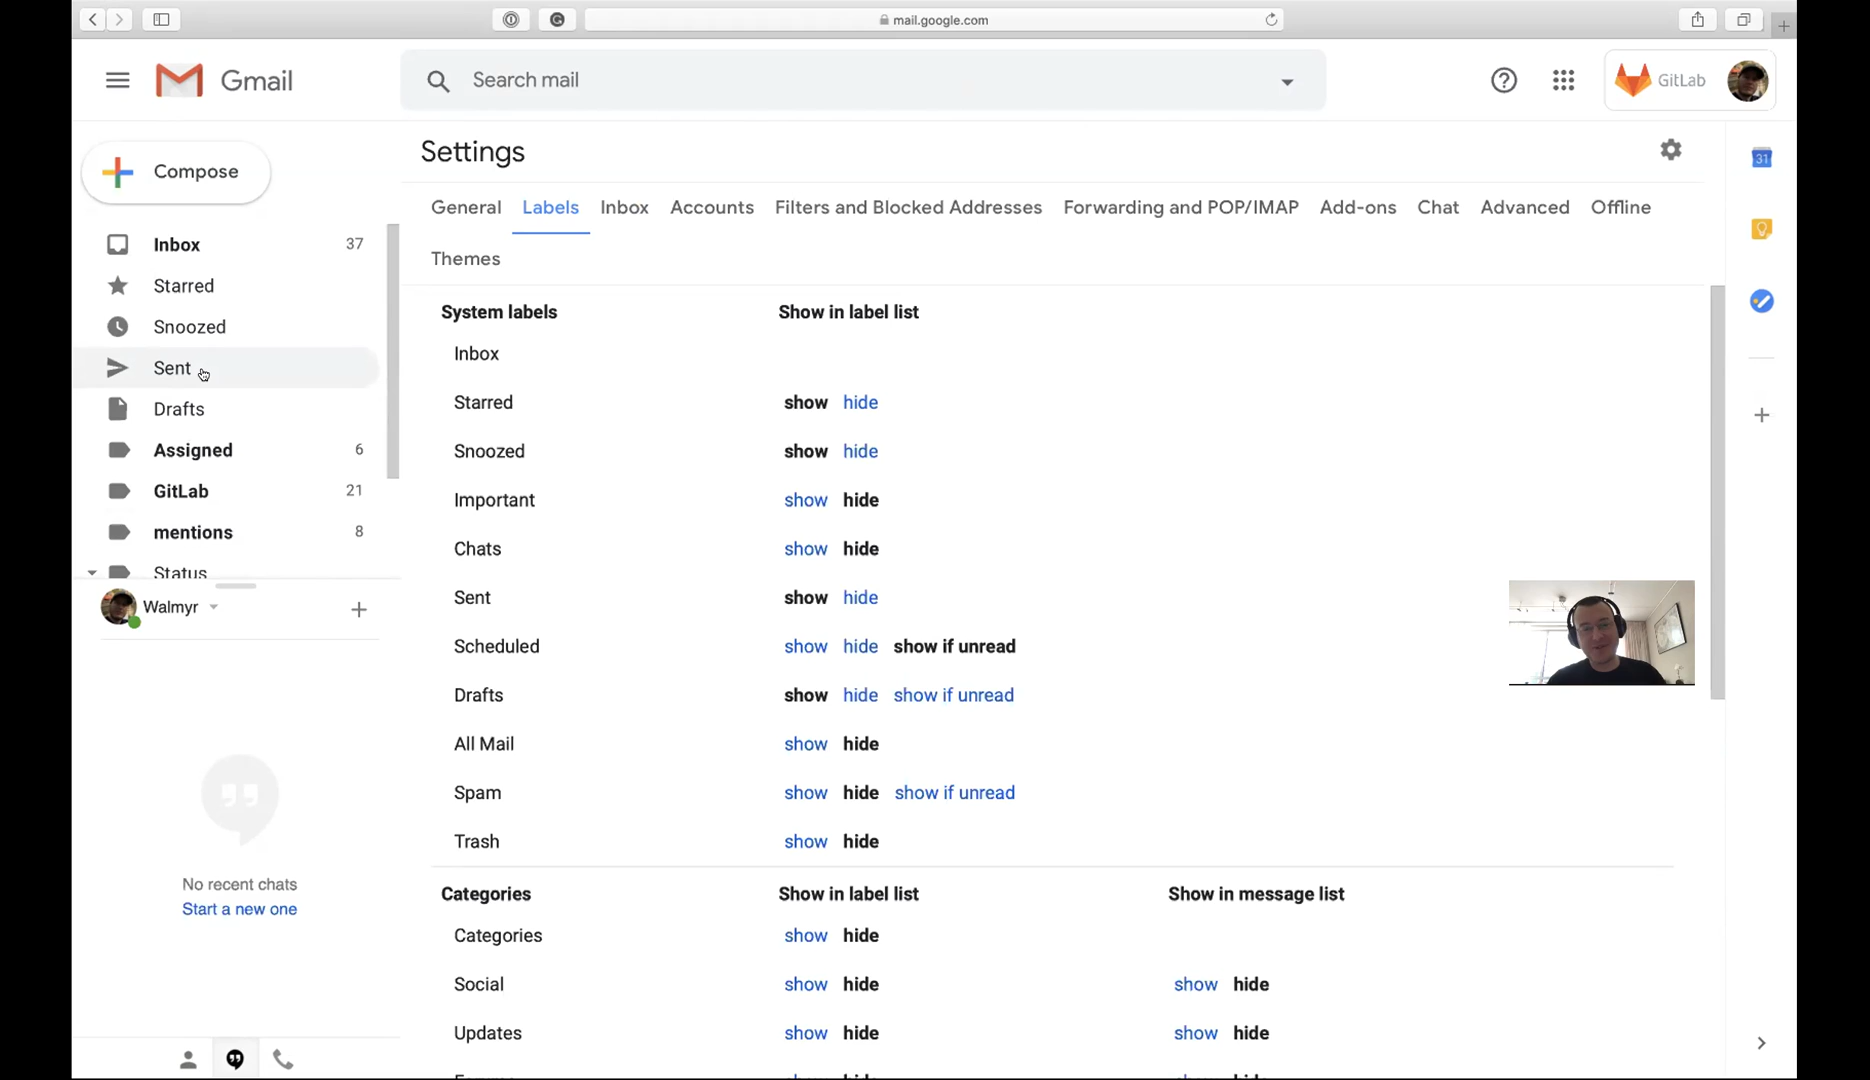 mail.google.com
Gmail
Search mail
GitLab
Compose
Settings
31
General Labels Inbox Accounts Filters and Blocked Addresses Forwarding and POP/IMAP Add-ons Chat Advanced Offline
Themes
Inbox 37
Starred
Snoozed
Sent
Drafts
Assigned 6
GitLab 21
mentions 8
Status
Walmyr
No recent chats
Start a new one
System labels Show in label list
Inbox
Starred show hide
Snoozed show hide
Important show hide
Chats show hide
Sent show hide
Scheduled show hide show if unread
Drafts show hide show if unread
All Mail show hide
Spam show hide show if unread
Trash show hide
Categories Show in label list Show in message list
Categories show hide
Social show hide show hide
Updates show hide show hide